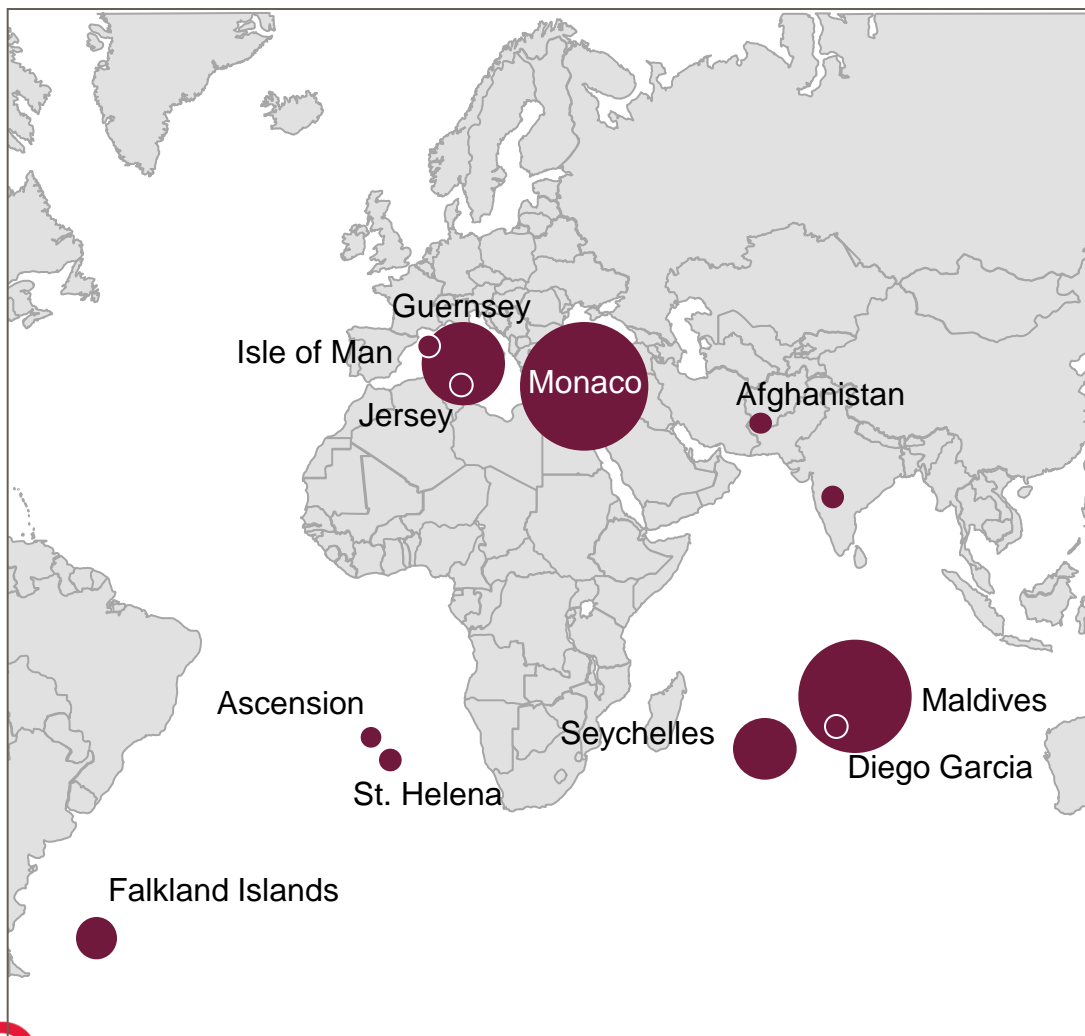 Guernsey
Isle of Man
Monaco
Jersey
Afghanistan
Ascension
Maldives
Seychelles
Diego Garcia
St. Helena
Falkland Islands